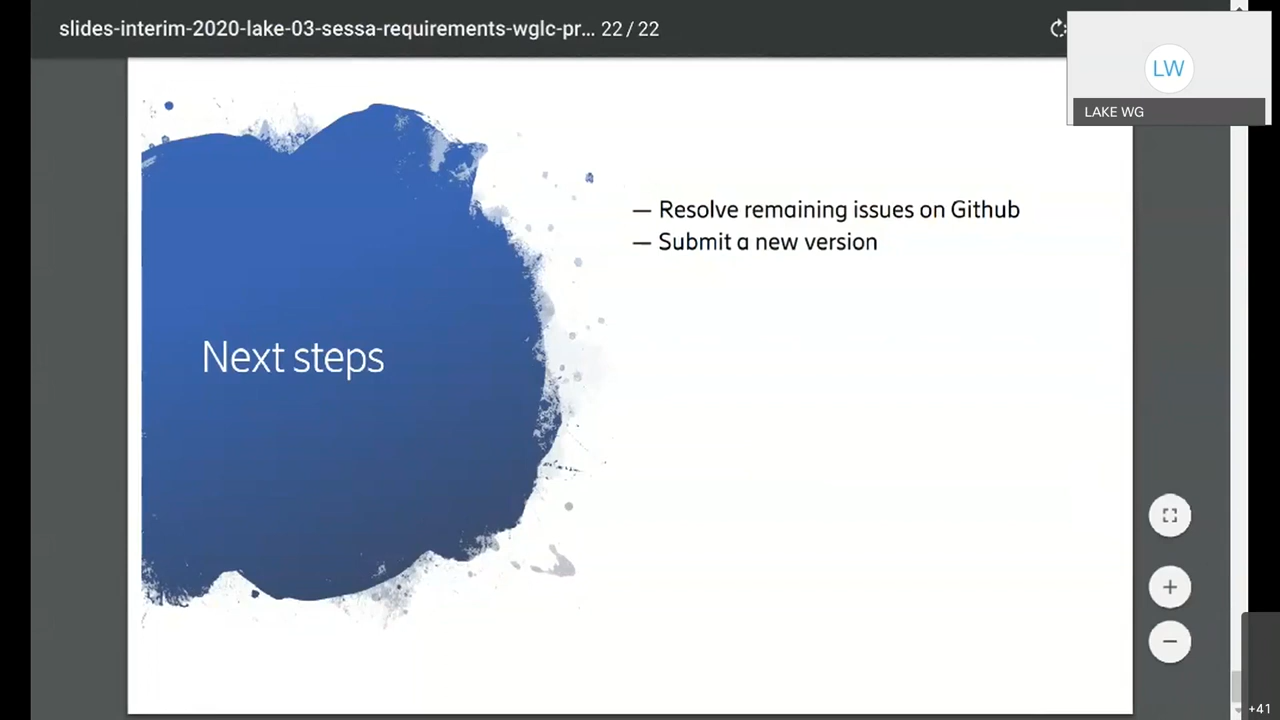 slides-interim-2020-lake-03-sessa-requirements-wglc-pr... 22 / 22
LW
LAKE WG
— Resolve remaining issues on Github
— Submit a new version
Next steps
+41